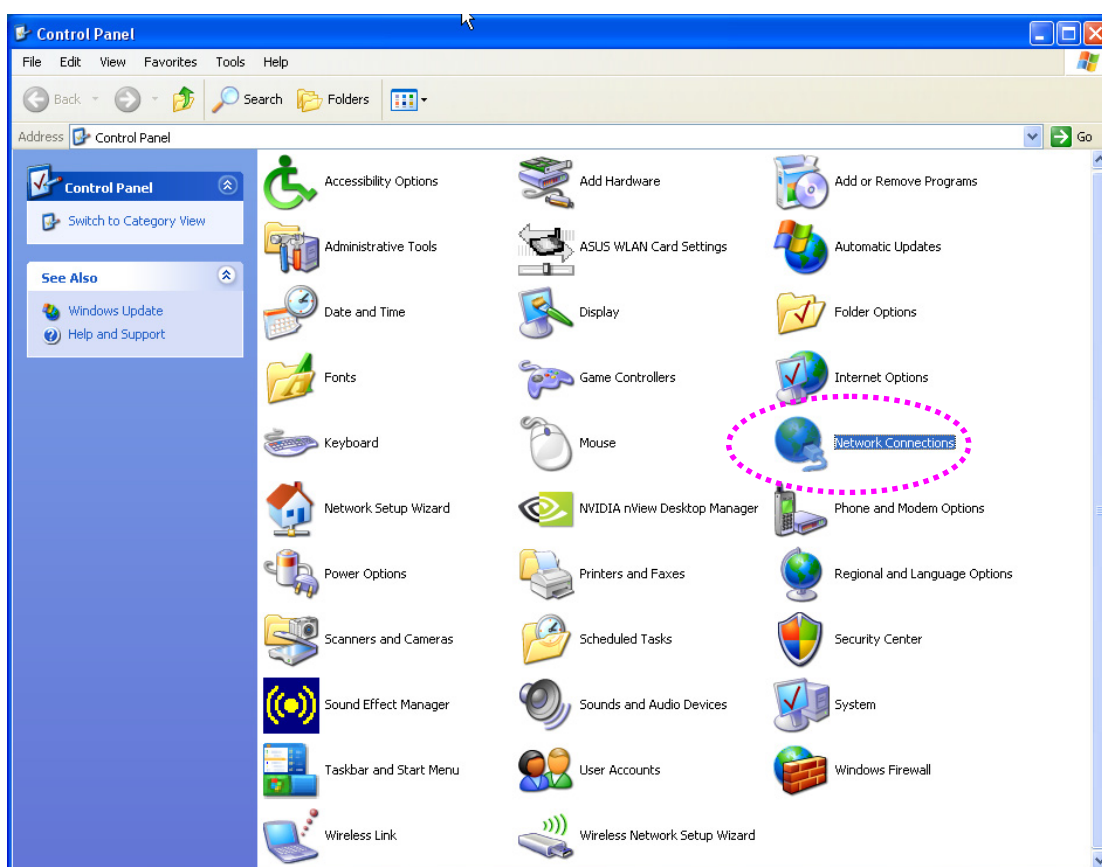 Control Panel
File Edit View Favorites Tools Help
Back Search Folders
Address Control Panel Go
Control Panel
Switch to Category View
See Also
Windows Update
Help and Support
Accessibility Options Add Hardware Add or Remove Programs
Administrative Tools ASUS WLAN Card Settings Automatic Updates
Date and Time Display Folder Options
Fonts Game Controllers Internet Options
Keyboard Mouse Network Connections
Network Setup Wizard NVIDIA nView Desktop Manager Phone and Modem Options
Power Options Printers and Faxes Regional and Language Options
Scanners and Cameras Scheduled Tasks Security Center
Sound Effect Manager Sounds and Audio Devices System
Taskbar and Start Menu User Accounts Windows Firewall
Wireless Link Wireless Network Setup Wizard